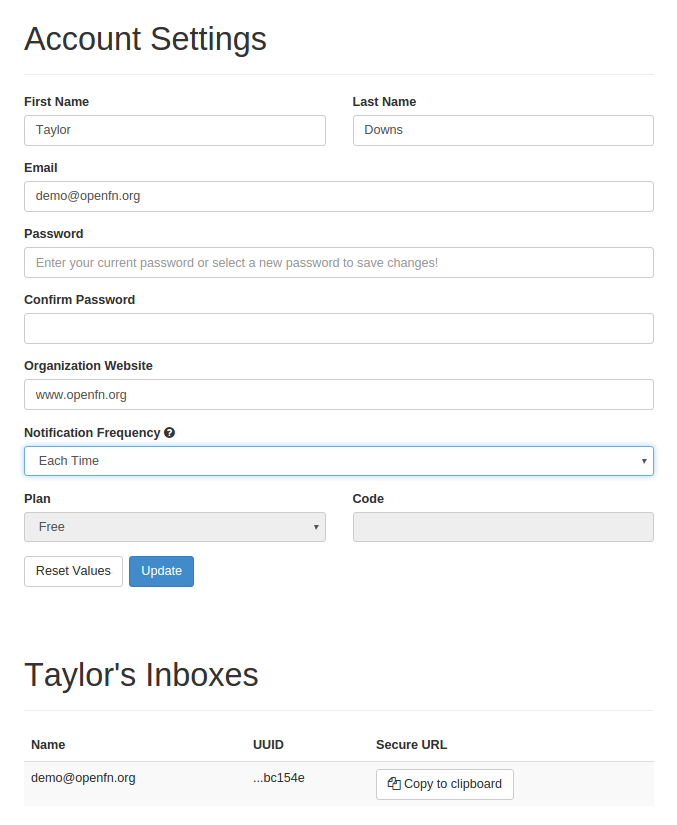 Account Settings
First Name Last Name
Taylor Downs
Email
demo@openfn.org
Password
Enter your current password or select a new password to save changes!
Confirm Password
Organization Website
www.openfn.org
Notification Frequency ?
Each Time
Plan Code
Free
Reset Values Update
Taylor's Inboxes
Name UUID Secure URL
demo@openfn.org ...bc154e Copy to clipboard